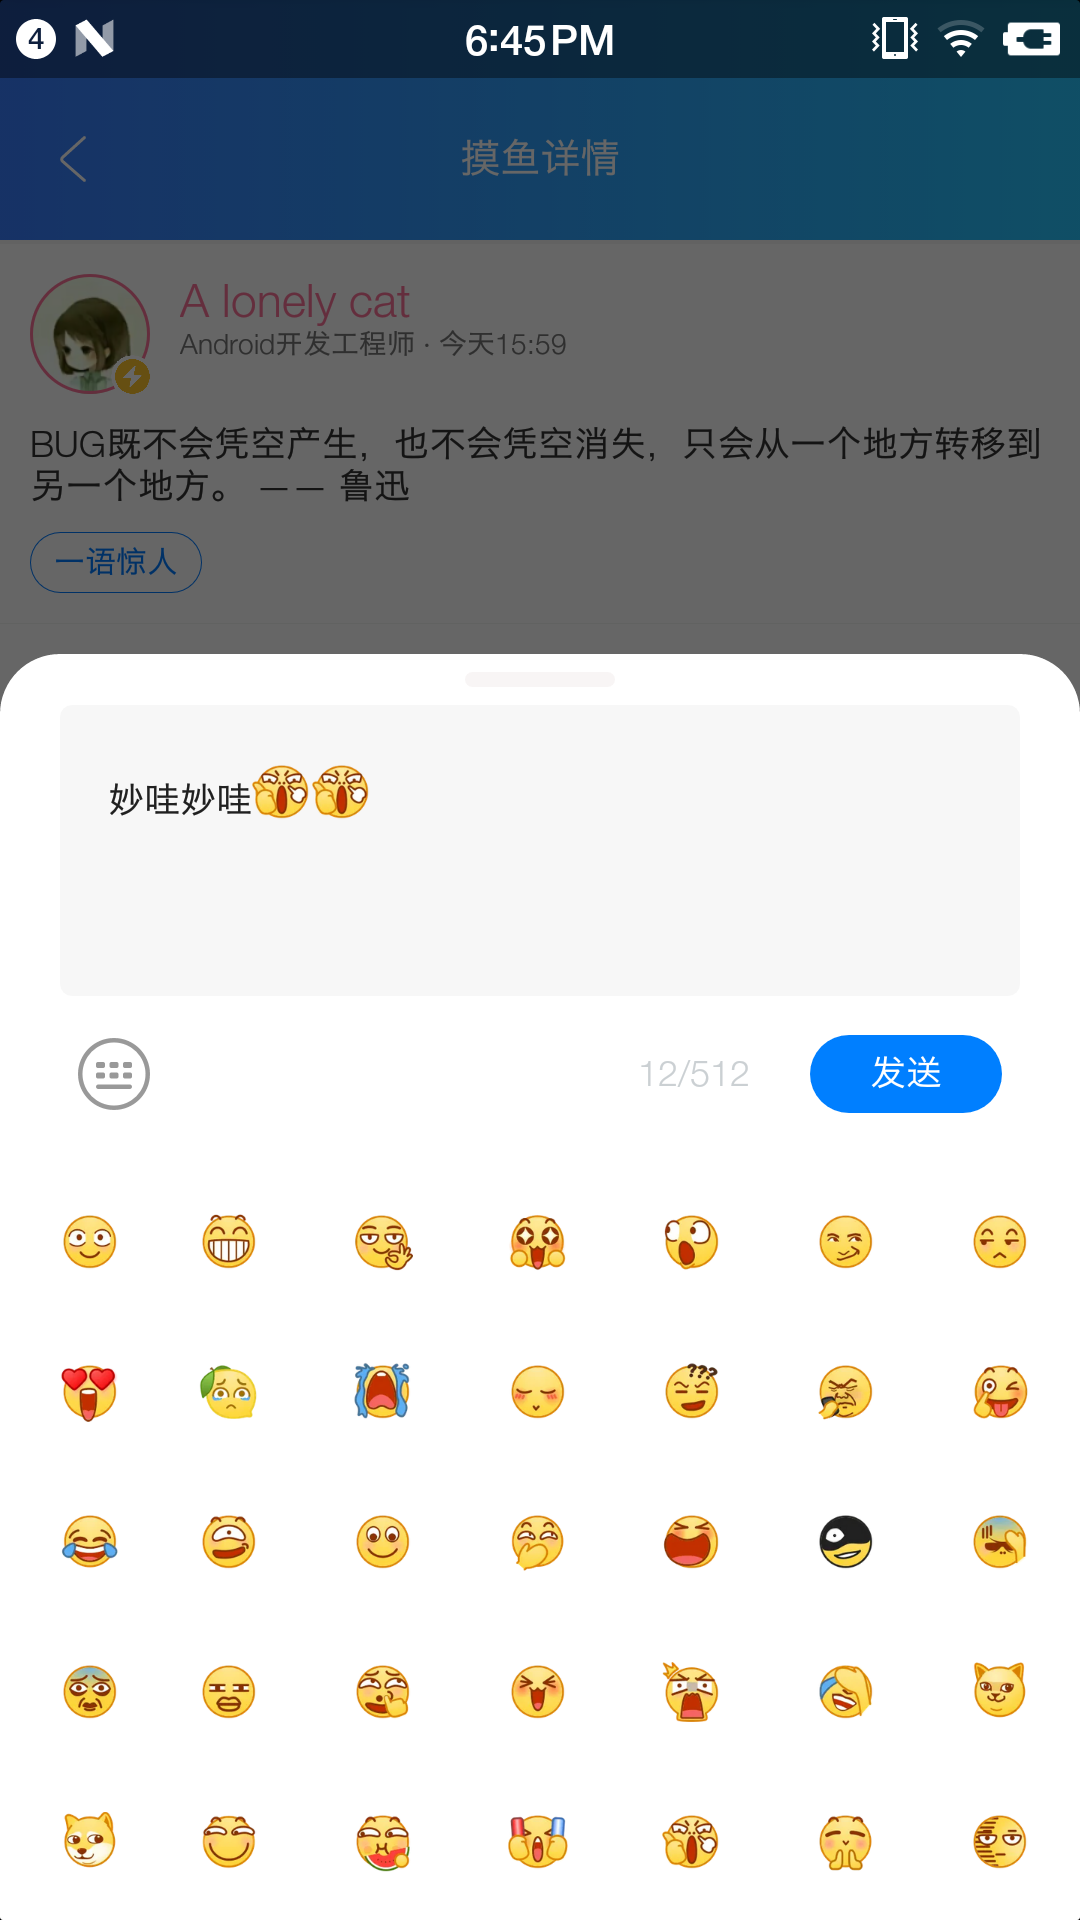 4
6:45PM
摸鱼详情
A lonely cat
Android开发工程师 · 今天15:59
BUG既不会凭空产生，也不会凭空消失，只会从一个地方转移到
另一个地方。 —— 鲁迅
一语惊人
妙哇妙哇
12/512
发送